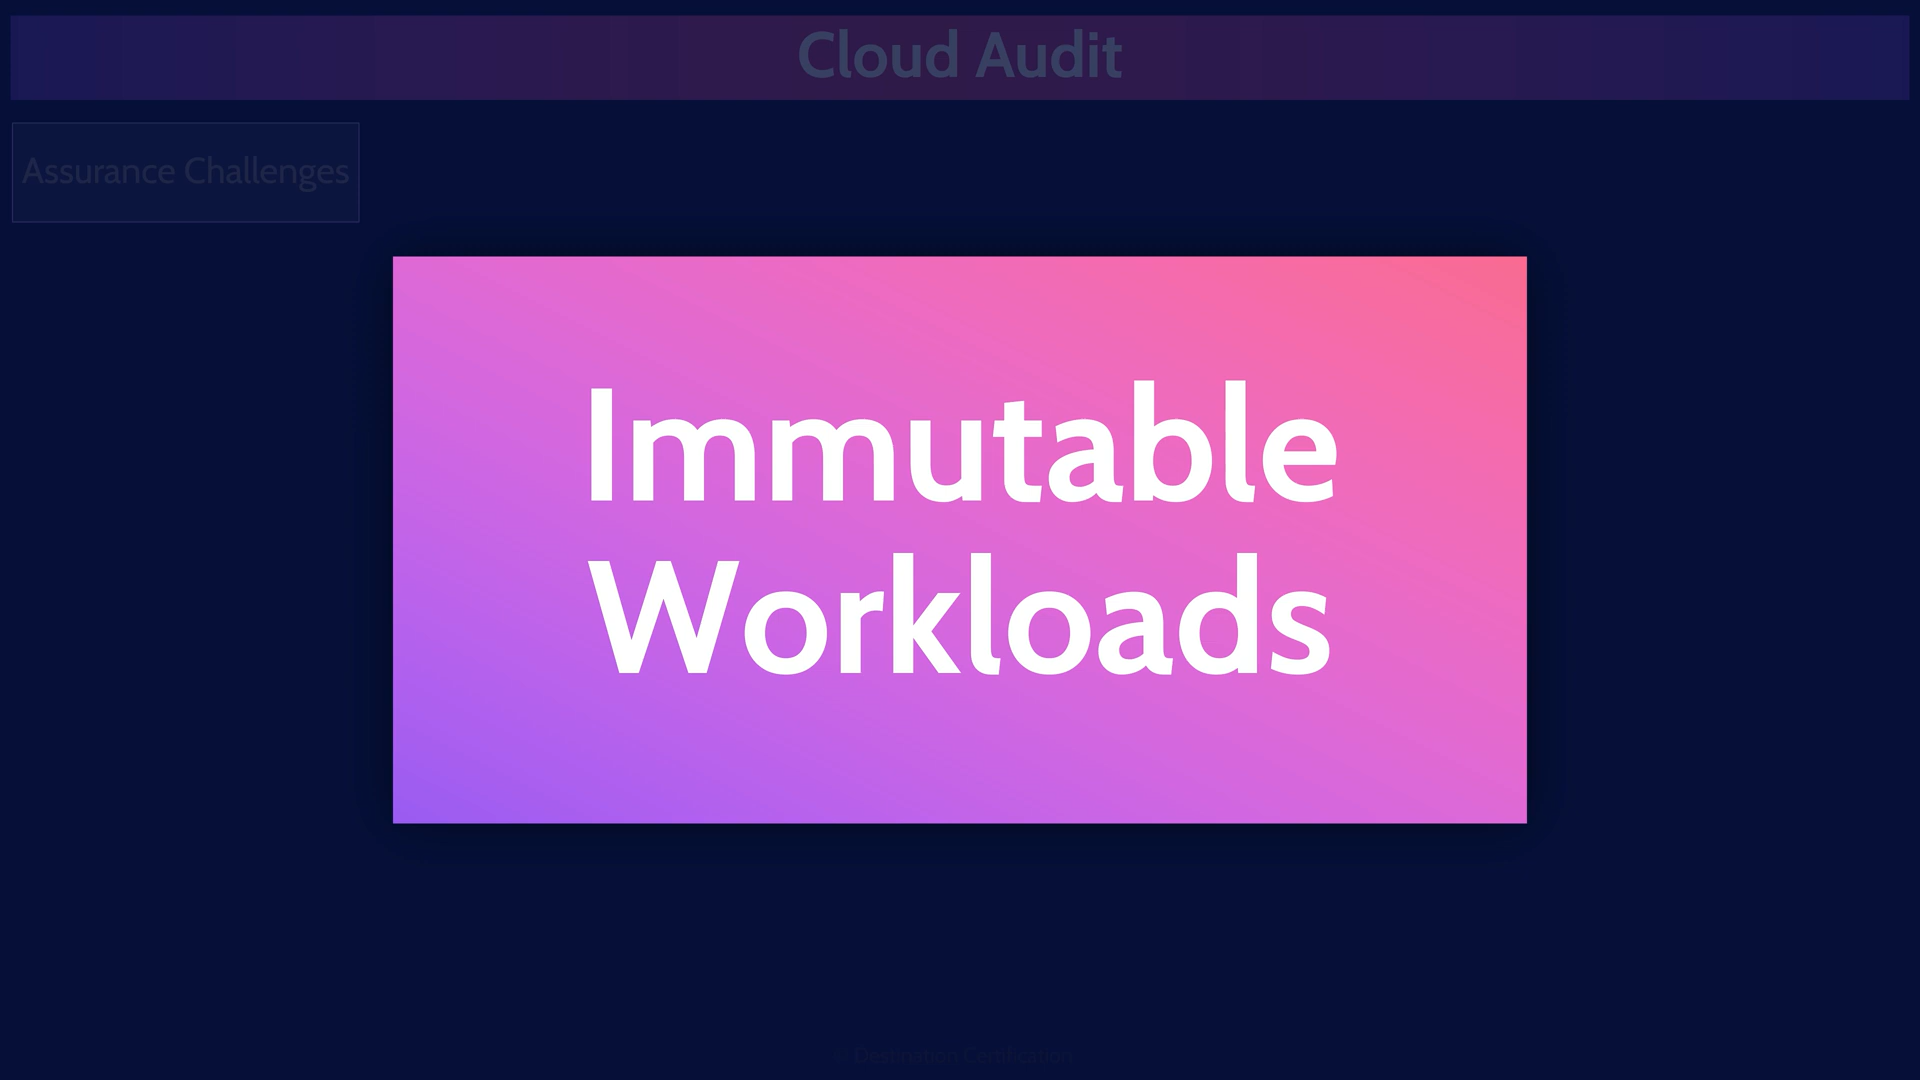 Cloud Audit
Assurance Challenges
Immutable
Workloads
© Destination Certification